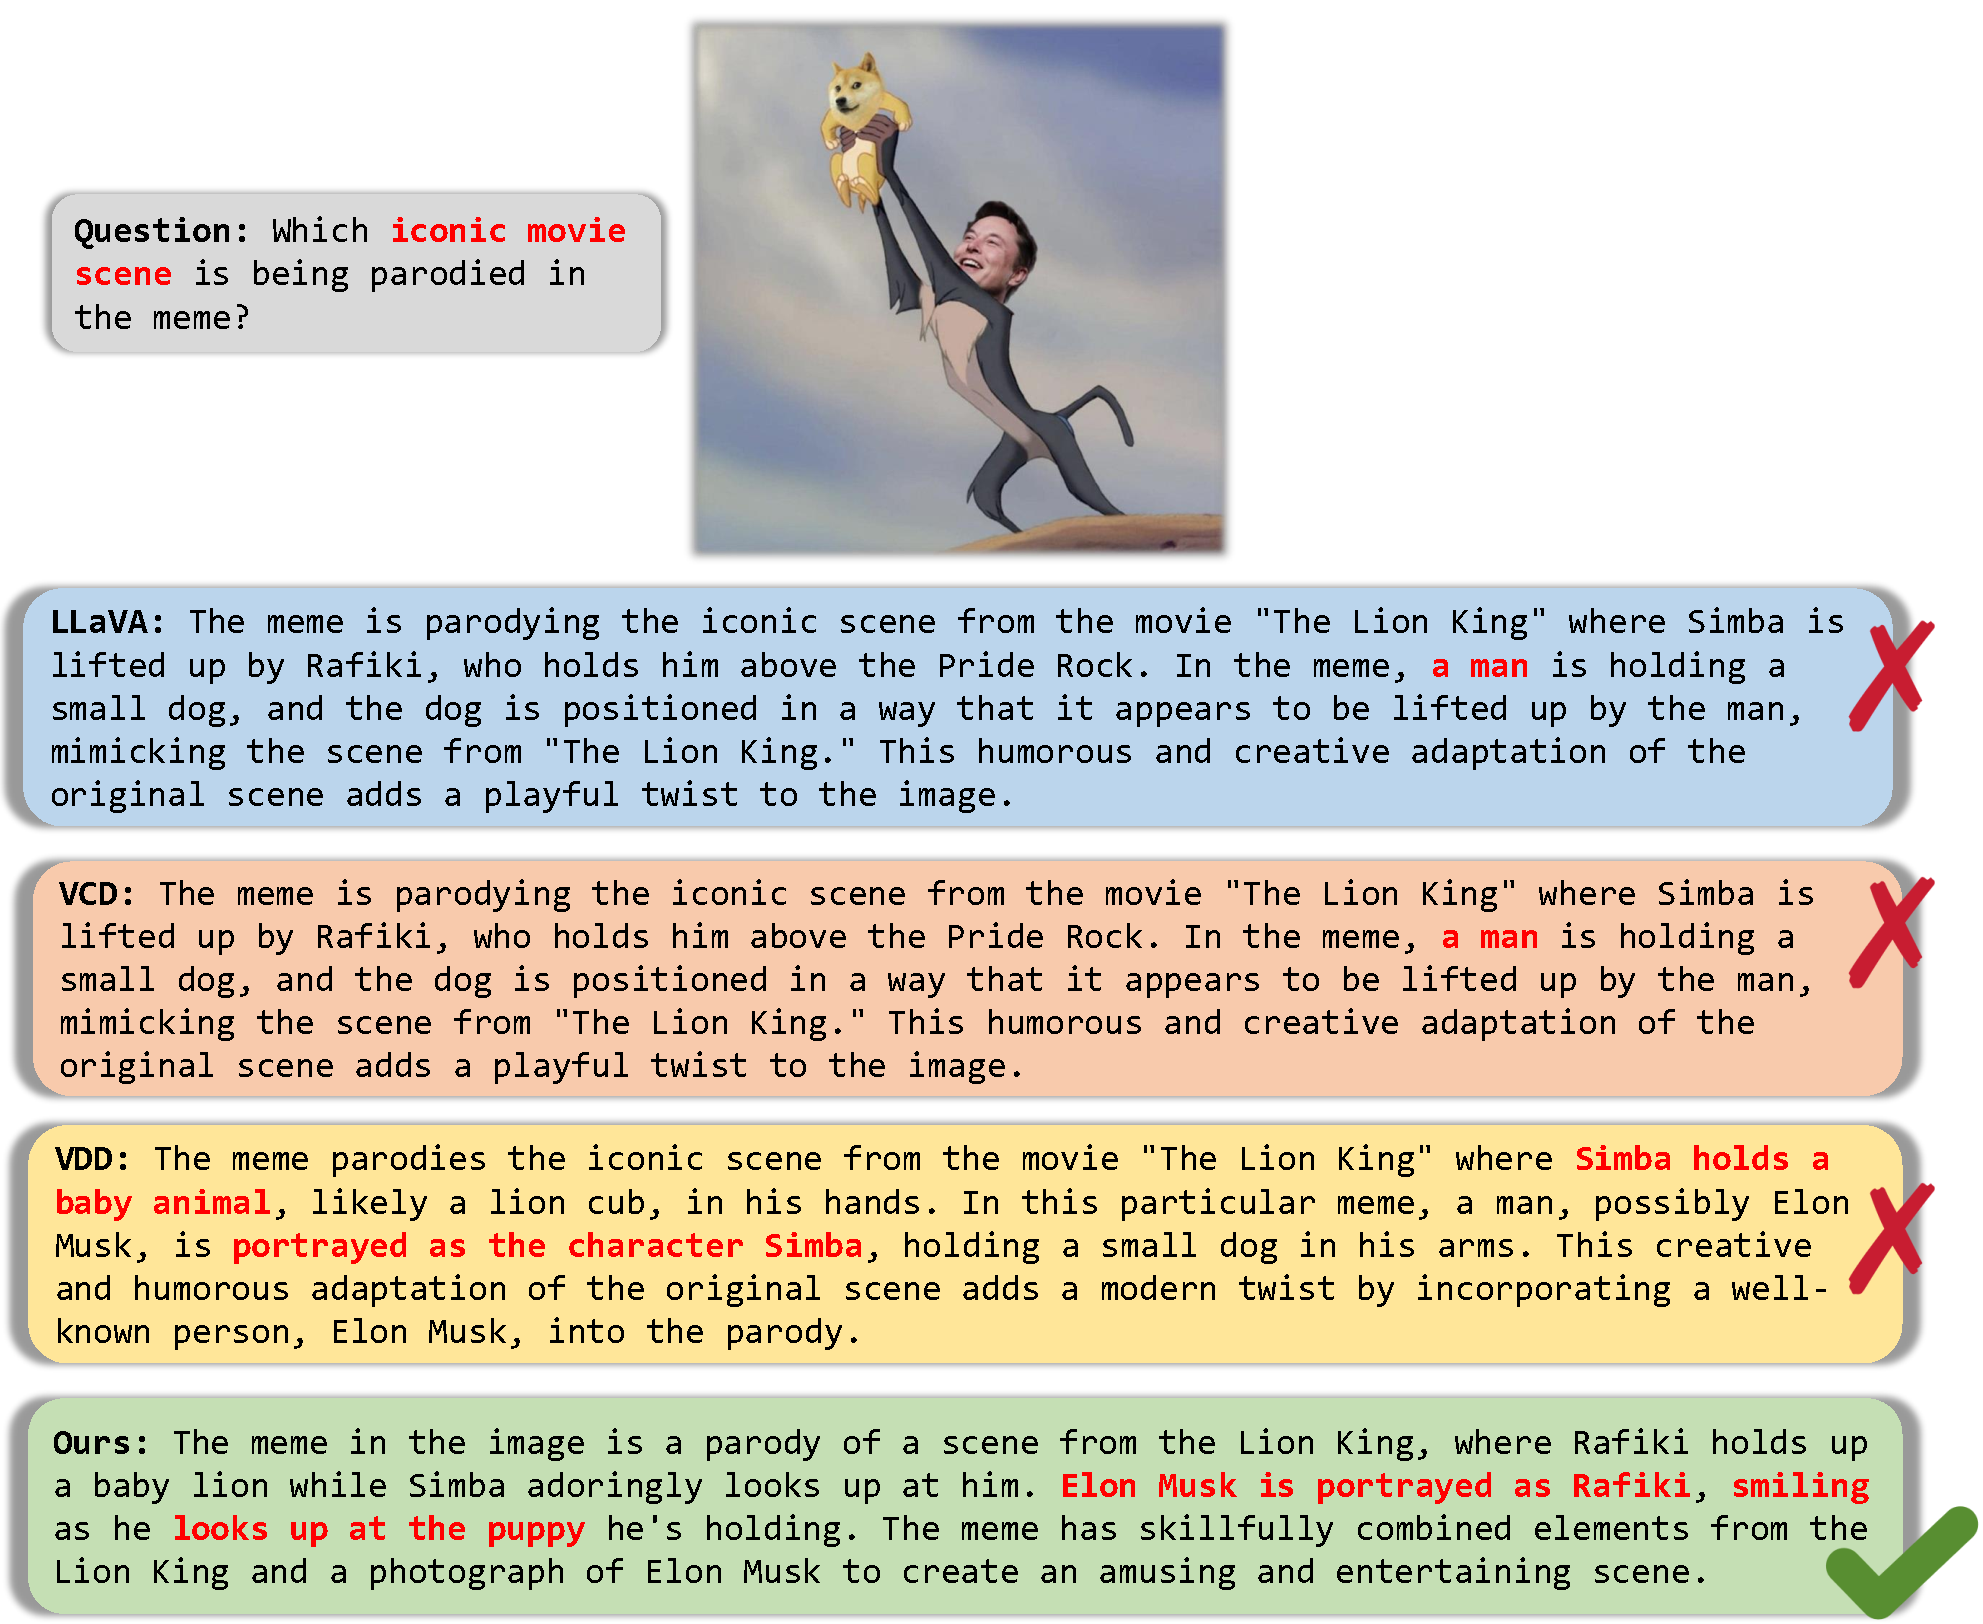 Question: Which iconic movie
scene is being parodied in
the meme?
LLaVA: The meme is parodying the iconic scene from the movie "The Lion King" where Simba is
lifted up by Rafiki, who holds him above the Pride Rock. In the meme, a man is holding a
small dog, and the dog is positioned in a way that it appears to be lifted up by the man,
mimicking the scene from "The Lion King." This humorous and creative adaptation of the
original scene adds a playful twist to the image.
VCD: The meme is parodying the iconic scene from the movie "The Lion King" where Simba is
lifted up by Rafiki, who holds him above the Pride Rock. In the meme, a man is holding a
small dog, and the dog is positioned in a way that it appears to be lifted up by the man,
mimicking the scene from "The Lion King." This humorous and creative adaptation of the
original scene adds a playful twist to the image.
VDD: The meme parodies the iconic scene from the movie "The Lion King" where Simba holds a
baby animal, likely a lion cub, in his hands. In this particular meme, a man, possibly Elon
Musk, is portrayed as the character Simba, holding a small dog in his arms. This creative
and humorous adaptation of the original scene adds a modern twist by incorporating a well-
known person, Elon Musk, into the parody.
Ours: The meme in the image is a parody of a scene from the Lion King, where Rafiki holds up
a baby lion while Simba adoringly looks up at him. Elon Musk is portrayed as Rafiki, smiling
as he looks up at the puppy he's holding. The meme has skillfully combined elements from the
Lion King and a photograph of Elon Musk to create an amusing and entertaining scene.